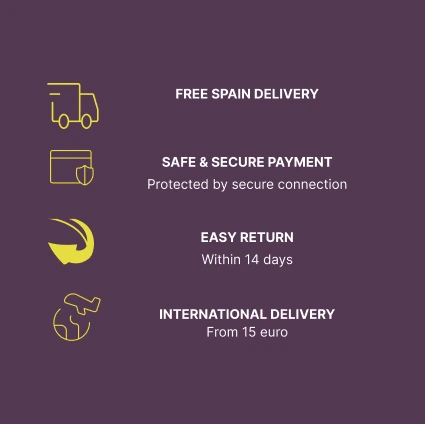 FREE SPAIN DELIVERY
SAFE & SECURE PAYMENT
Protected by secure connection
EASY RETURN
Within 14 days
INTERNATIONAL DELIVERY
From 15 euro